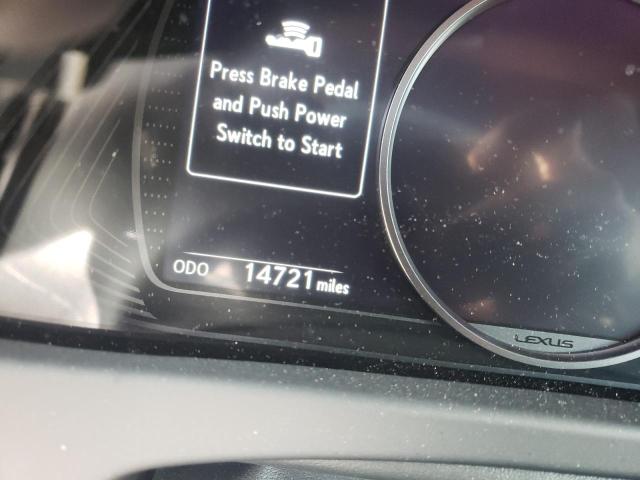 Press Brake Pedal
and Push Power
Switch to Start
ODO 14721 miles
LEXUS